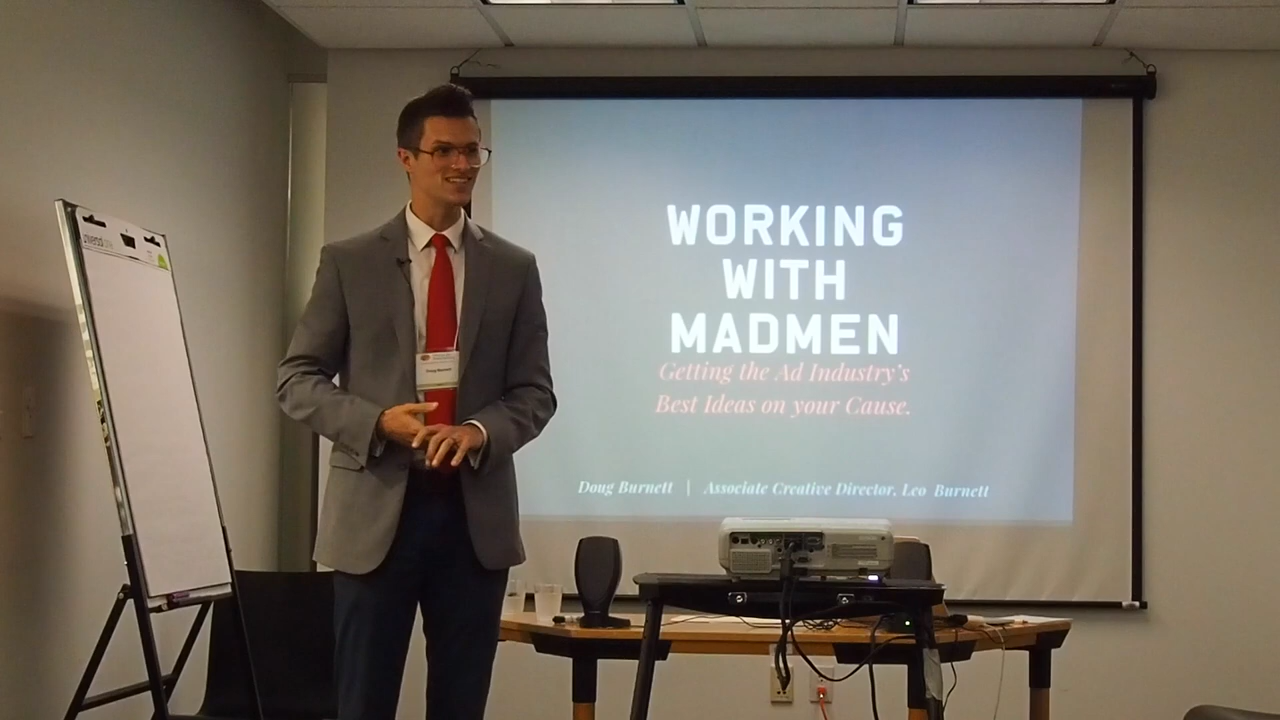 WORKING
WITH
MADMEN
Getting the Ad Industry's
Best Ideas on your Cause.
Doug Burnett | Associate Creative Director, Leo Burnett